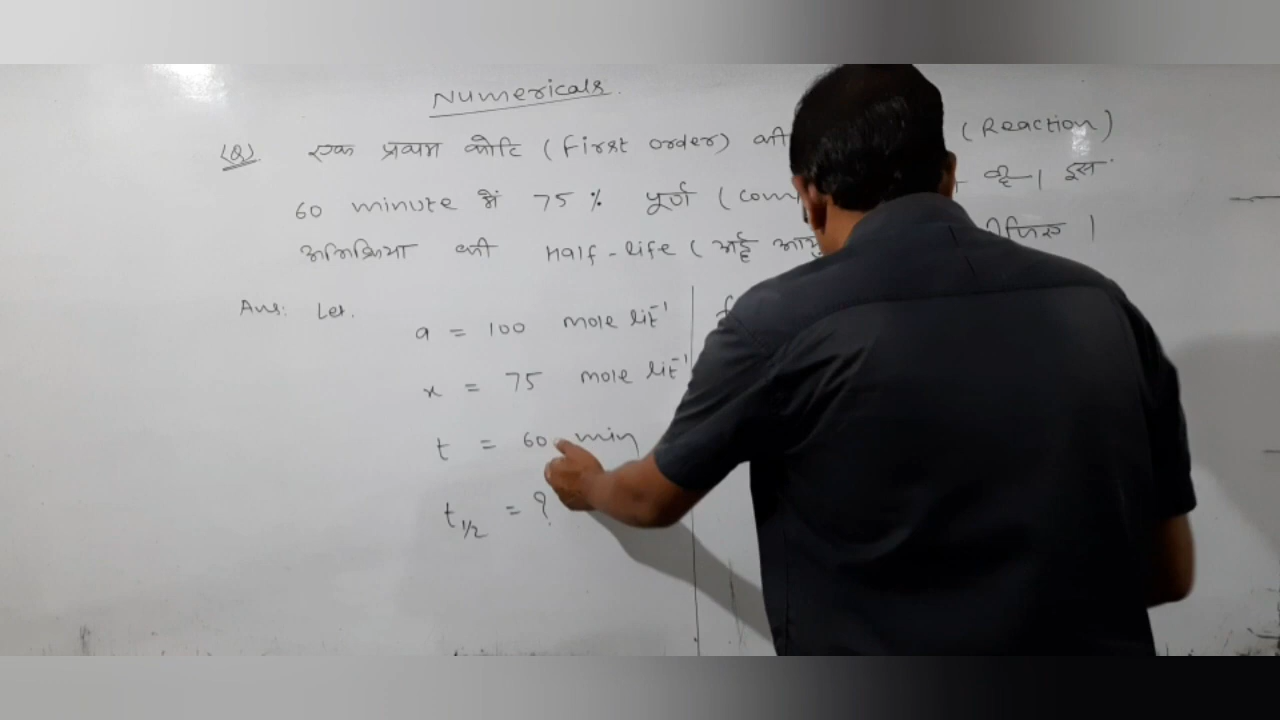 Numericals.
(Q). एक प्रथम कोटि (First order) की (Reaction)
60 minute में 75 % पूर्ण ( है। इस
अभिक्रिया की Half-life (अर्द्ध
Ans: Let.
a = 100 mole lit⁻¹
x = 75 mole lit⁻¹
t = 60 min
t1/2 = ?